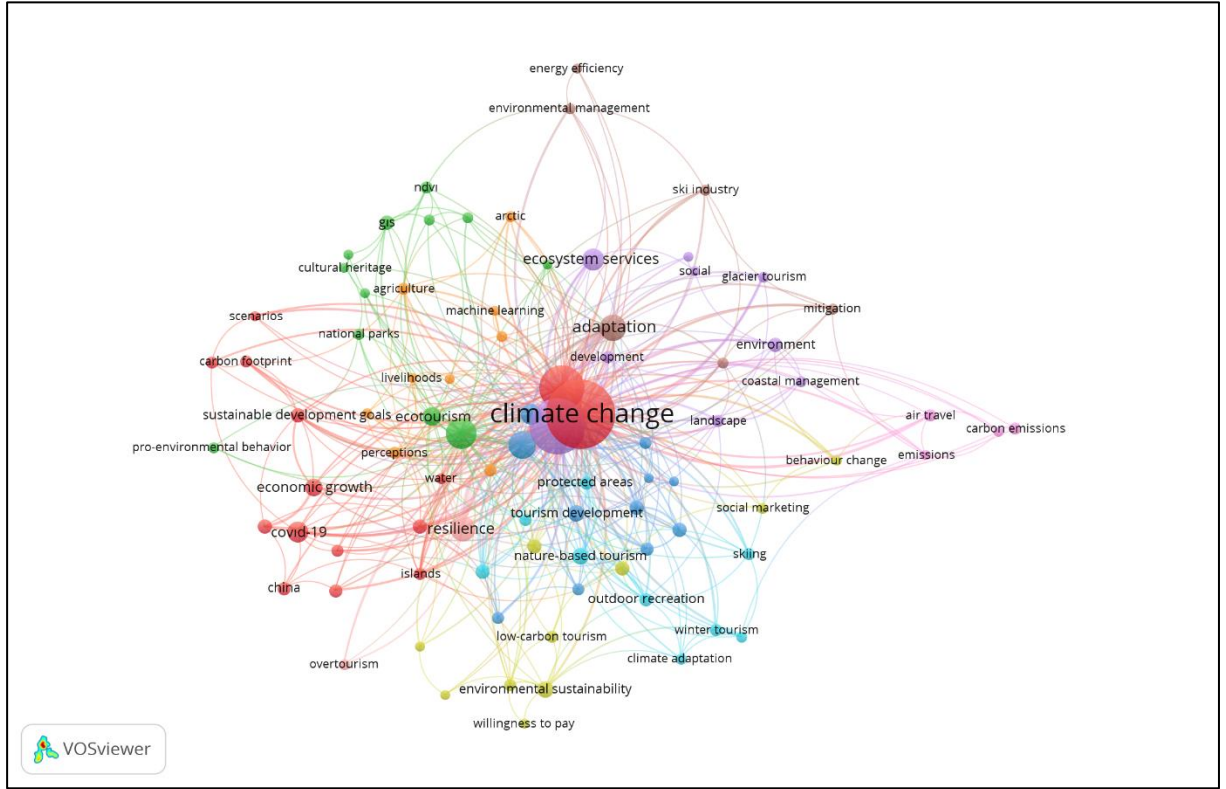 energy efficiency
environmental management
ndvi
ski industry
gis
arctic
ecosystem services
cultural heritage
social
glacier tourism
agriculture
machine learning
mitigation
scenarios
adaptation
national parks
environment
carbon footprint
development
livelihoods
coastal management
climate change
sustainable development goals
ecotourism
landscape
air travel
carbon emissions
pro-environmental behavior
perceptions
emissions
behaviour change
water
protected areas
economic growth
tourism development
social marketing
covid-19
resilience
nature-based tourism
skiing
china
islands
outdoor recreation
low-carbon tourism
winter tourism
overtourism
climate adaptation
environmental sustainability
willingness to pay
VOSviewer